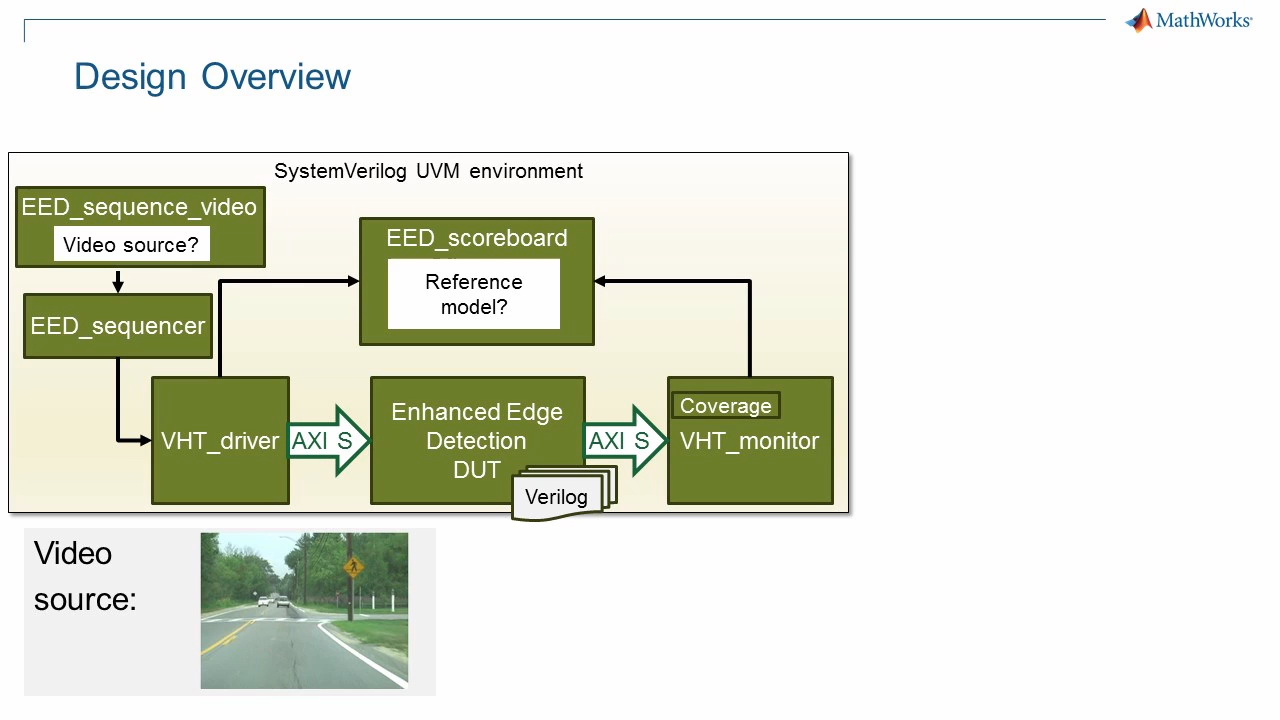 MathWorks
Design Overview
SystemVerilog UVM environment
EED_sequence_video
Video source?
EED_scoreboard
Reference
model?
EED_sequencer
VHT_driver
AXI S
Enhanced Edge
Detection
DUT
Verilog
AXI S
Coverage
VHT_monitor
Video
source: